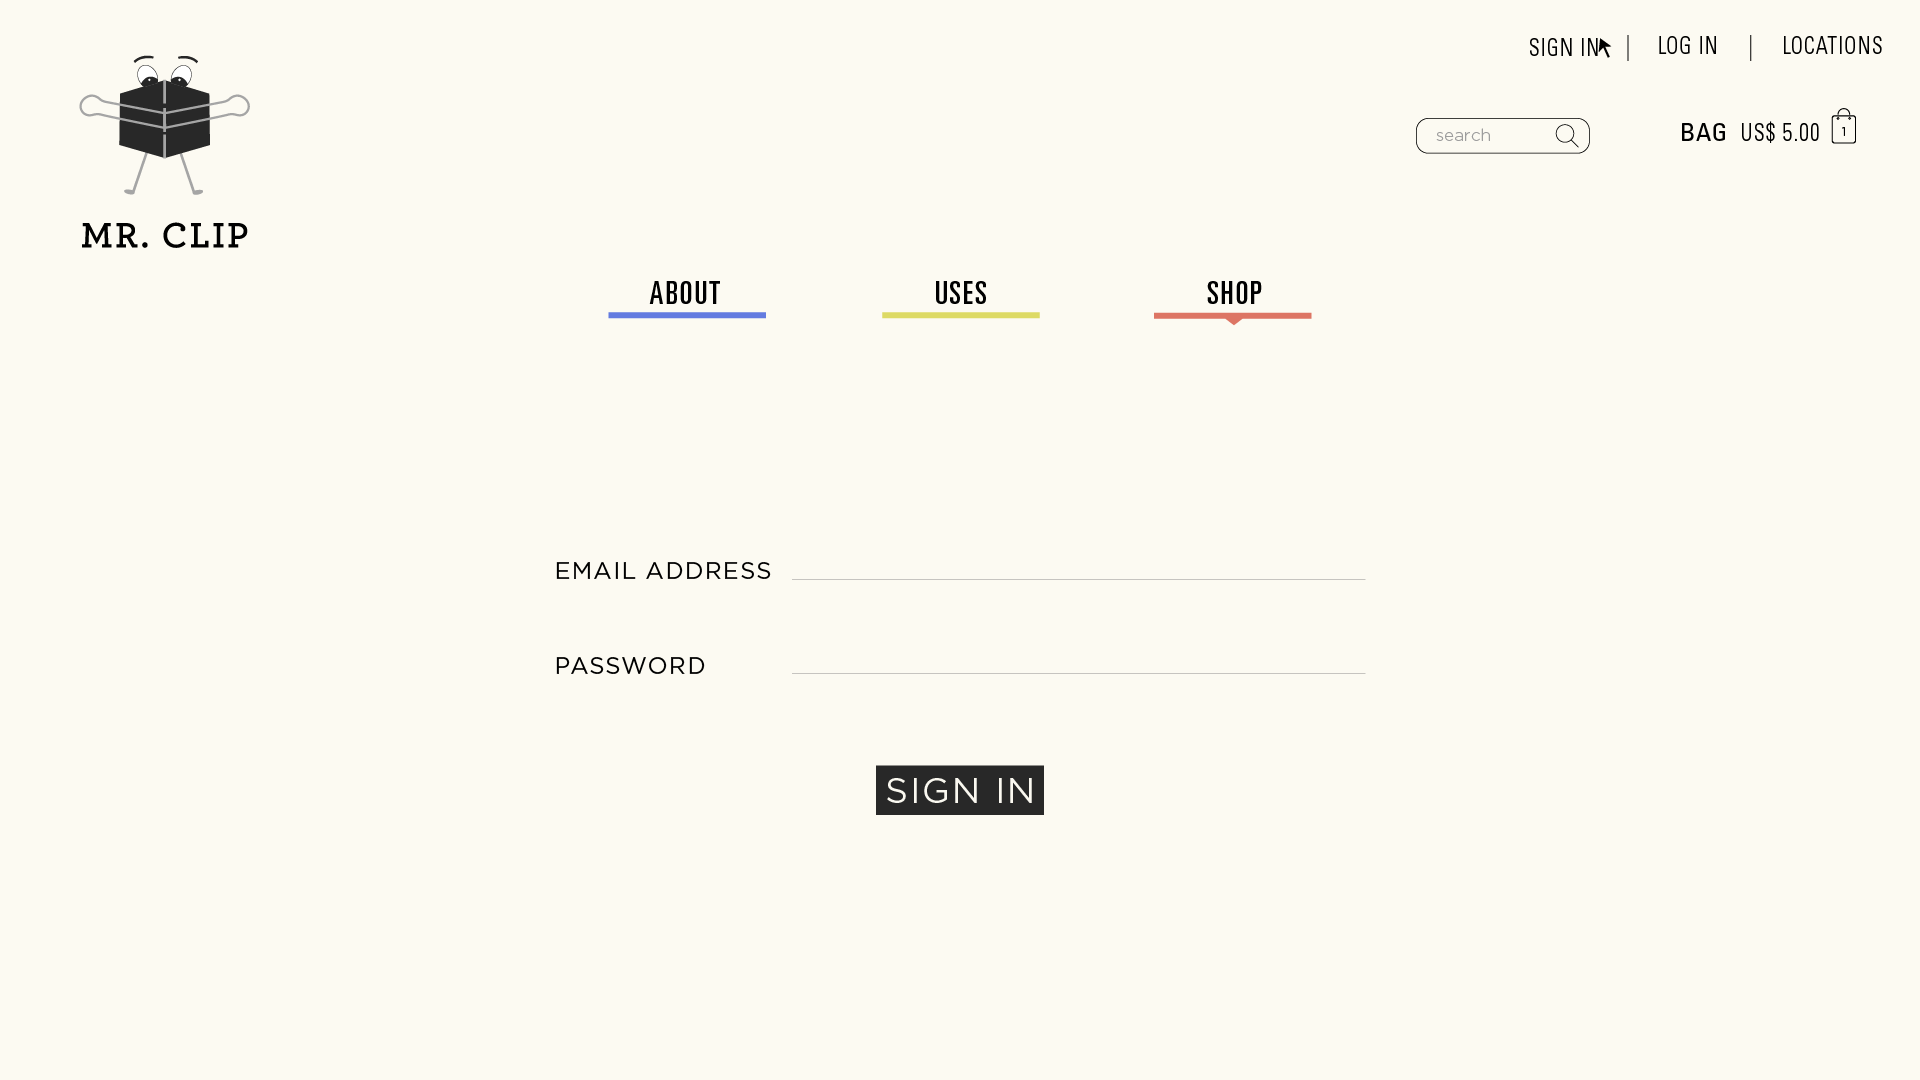 SIGN IN | LOG IN | LOCATIONS
search
BAG US$ 5.00 1
MR. CLIP
ABOUT USES SHOP
EMAIL ADDRESS
PASSWORD
SIGN IN